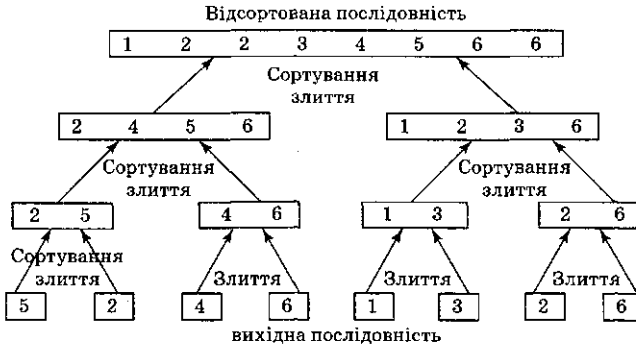 Відсортована послідовність
1 2 2 3 4 5 6 6
Сортування
злиття
2 4 5 6
1 2 3 6
Сортування
злиття
Сортування
злиття
2 5
4 6
1 3
2 6
Сортування
злиття
Злиття
Злиття
Злиття
5
2
4
6
1
3
2
6
вихідна послідовність